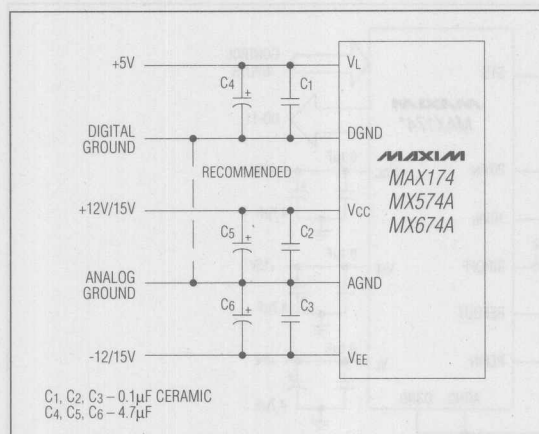 +5V
C4
+
C1
VL
DIGITAL
GROUND
DGND
RECOMMENDED
MAXIM
MAX174
MX574A
MX674A
+12V/15V
VCC
C5
+
C2
ANALOG
GROUND
AGND
C6
+
C3
-12/15V
VEE
C1, C2, C3 – 0.1µF CERAMIC
C4, C5, C6 – 4.7µF